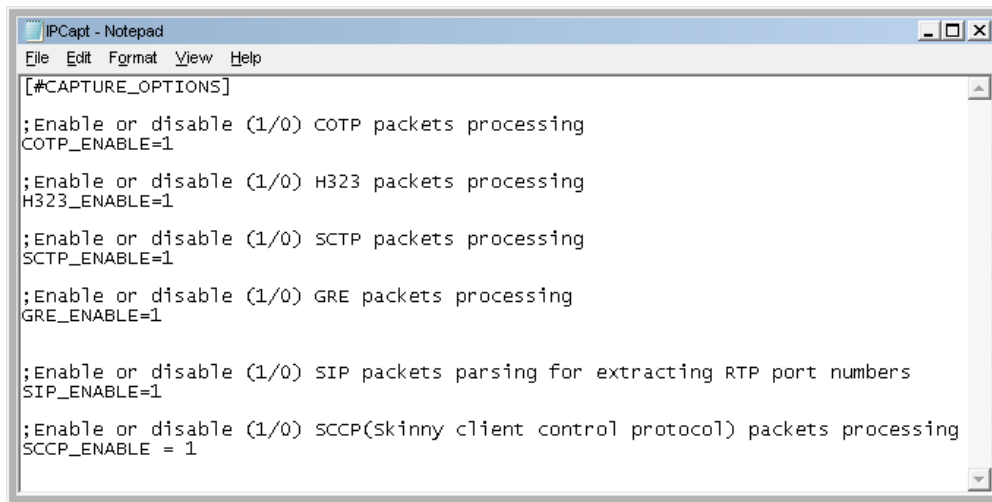 IPCapt - Notepad
File Edit Format View Help
[#CAPTURE_OPTIONS]
;Enable or disable (1/0) COTP packets processing
COTP_ENABLE=1
;Enable or disable (1/0) H323 packets processing
H323_ENABLE=1
;Enable or disable (1/0) SCTP packets processing
SCTP_ENABLE=1
;Enable or disable (1/0) GRE packets processing
GRE_ENABLE=1
;Enable or disable (1/0) SIP packets parsing for extracting RTP port numbers
SIP_ENABLE=1
;Enable or disable (1/0) SCCP(Skinny client control protocol) packets processing
SCCP_ENABLE = 1